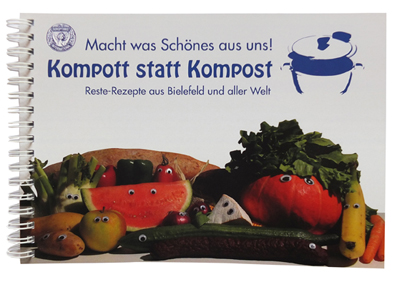 Macht was Schönes aus uns!
Kompott statt Kompost
Reste-Rezepte aus Bielefeld und aller Welt